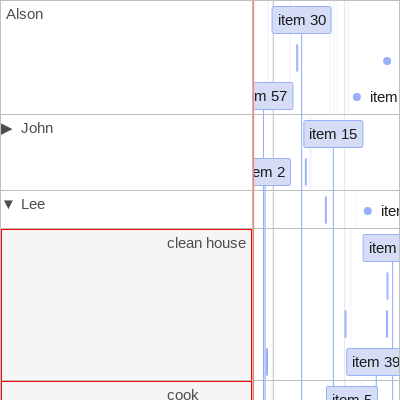 Alson
item 30
m 57
item
▶ John
item 15
em 2
▼ Lee
iter
clean house
item
item 39
cook
item 5